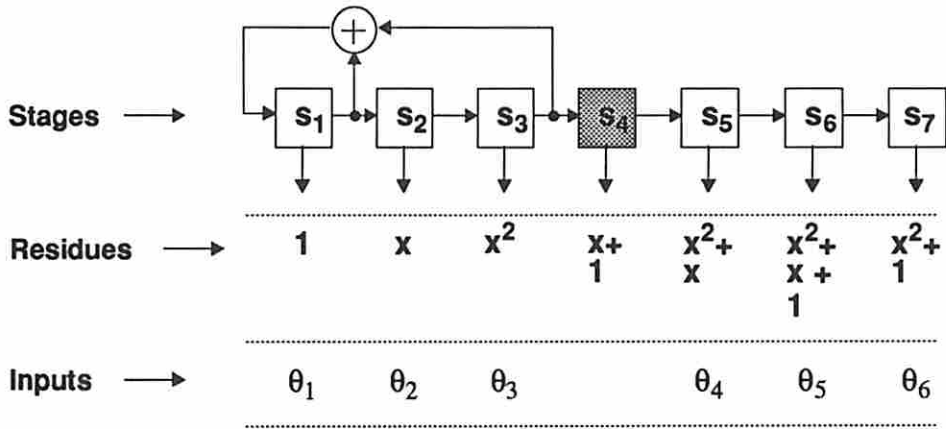 +
Stages S₁ S₂ S₃ S₄ S₅ S₆ S₇
Residues 1 x x² x+ x²+ x²+ x²+
1 x x + 1
1
Inputs θ₁ θ₂ θ₃ θ₄ θ₅ θ₆